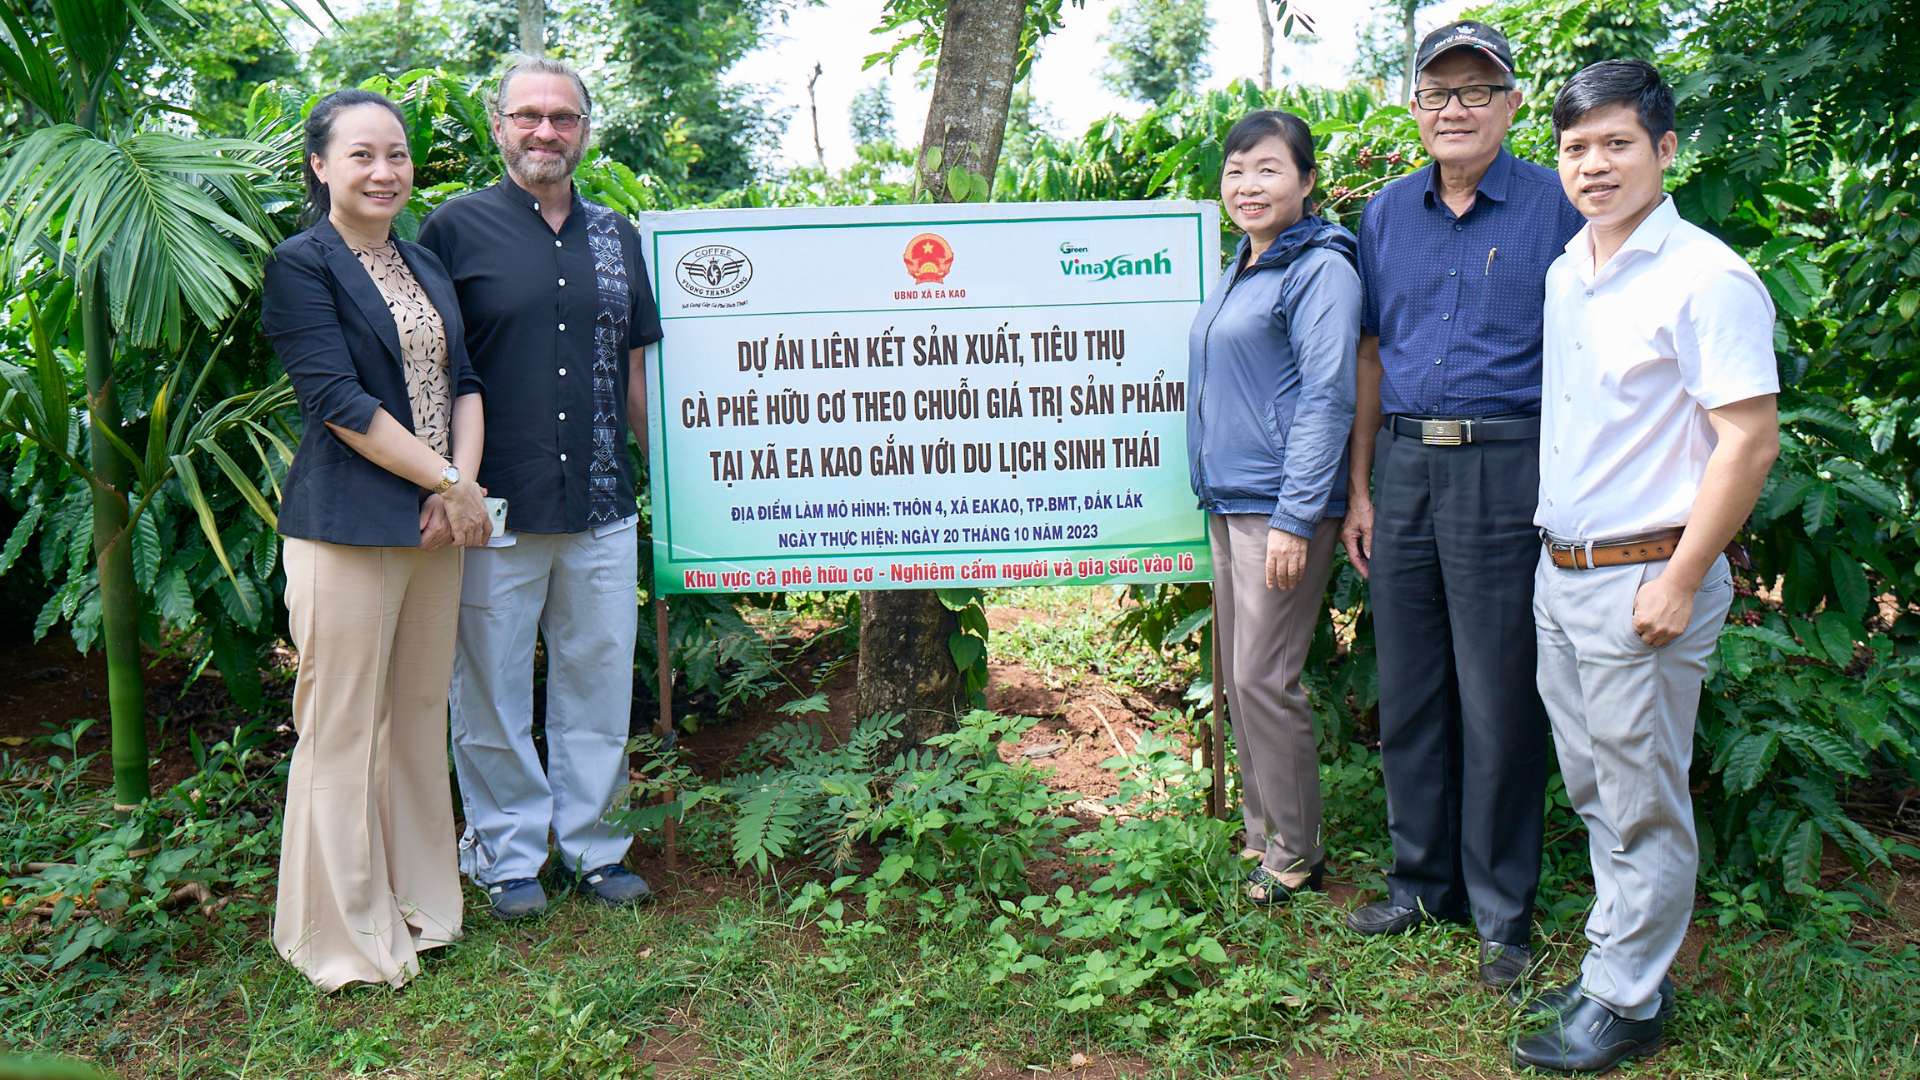 COFFEE
VUONG THANH CONG
UBND XÃ EA KAO
Green
VinaXanh
DỰ ÁN LIÊN KẾT SẢN XUẤT, TIÊU THỤ
CÀ PHÊ HỮU CƠ THEO CHUỖI GIÁ TRỊ SẢN PHẨM
TẠI XÃ EA KAO GẮN VỚI DU LỊCH SINH THÁI
ĐỊA ĐIỂM LÀM MÔ HÌNH: THÔN 4, XÃ EAKAO, TP.BMT, ĐẮK LẮK
NGÀY THỰC HIỆN: NGÀY 20 THÁNG 10 NĂM 2023
Khu vực cà phê hữu cơ - Nghiêm cấm người và gia súc vào lô